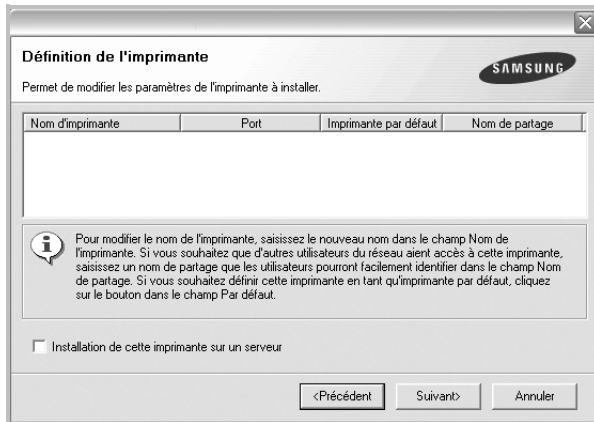 Définition de l'imprimante
SAMSUNG
Permet de modifier les paramètres de l'imprimante à installer.
Nom d'imprimante Port Imprimante par défaut Nom de partage
Pour modifier le nom de l'imprimante, saisissez le nouveau nom dans le champ Nom de
l'imprimante. Si vous souhaitez que d'autres utilisateurs du réseau aient accès à cette imprimante,
saisissez un nom de partage que les utilisateurs pourront facilement identifier dans le champ Nom
de partage. Si vous souhaitez définir cette imprimante en tant qu'imprimante par défaut, cliquez
sur le bouton dans le champ Par défaut.
Installation de cette imprimante sur un serveur
<Précédent Suivant> Annuler